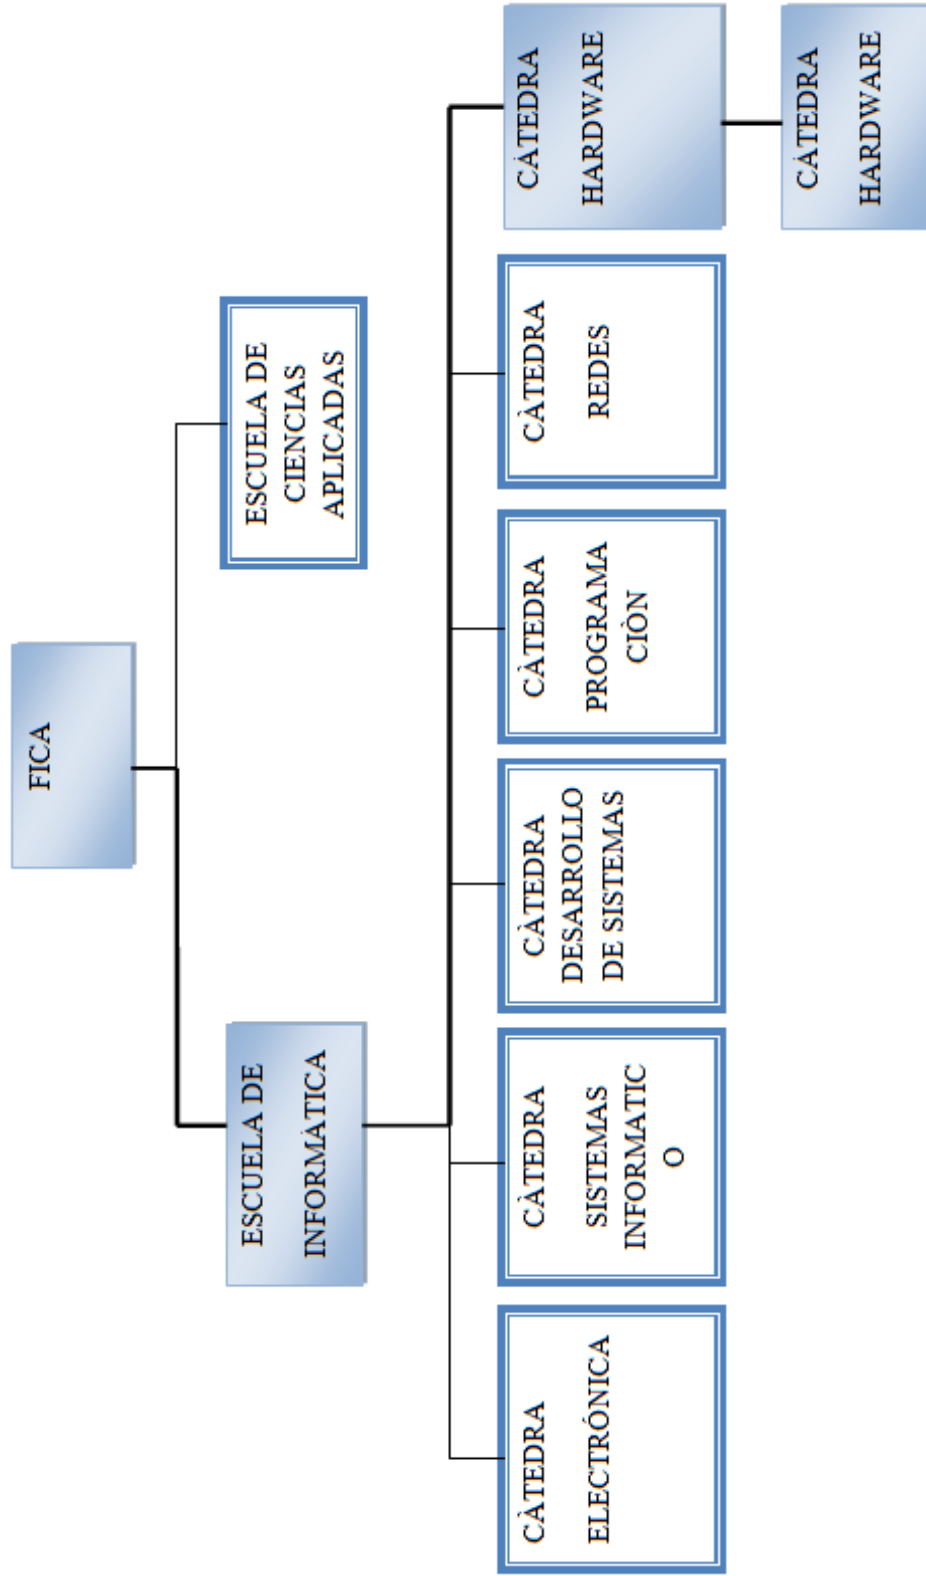 FICA
ESCUELA DE
INFORMÀTICA
ESCUELA DE
CIENCIAS
APLICADAS
CÀTEDRA
ELECTRÓNICA
CÀTEDRA
SISTEMAS
INFORMATIC
O
CÀTEDRA
DESARROLLO
DE SISTEMAS
CÀTEDRA
PROGRAMA
CIÒN
CÀTEDRA
REDES
CÀTEDRA
HARDWARE
CÀTEDRA
HARDWARE